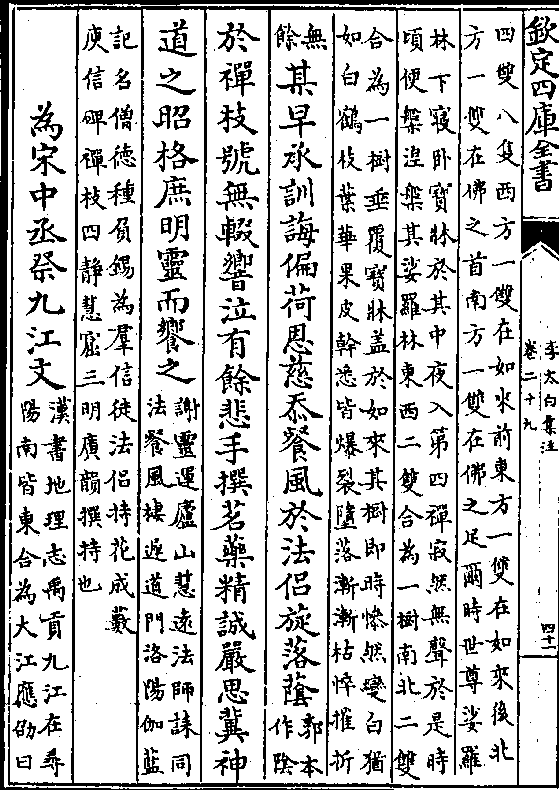 欽定四庫全書
李太白集注
卷二十九
四十一
四雙八隻西方一雙在如來前東方一雙在如來後北
方一雙在佛之首南方一雙在佛之足爾時世尊娑羅
林下寢卧寶牀於其中夜入第四禪寂然無聲於是時
頃便槃涅槃其娑羅林東西二雙合為一樹南北二雙
合為一樹垂覆寶牀盖於如來其樹即時慘然變白猶
如白鶴枝葉華果皮幹悉皆爆裂墮落漸漸枯悴摧折
無
餘
其早承訓誨偏荷恩慈忝餐風於法侶旋落蔭
郭本
作陰
於禪枝號無輟響泣有餘悲手撰茗藥精誠嚴思冀神
道之昭格庶明靈而饗之
謝靈運廬山慧遠法師誄同
法餐風棲遲道門洛陽伽藍
記名僧徳種負錫為羣信徒法侶持花成藪
庾信碑禪枝四静慧窟三明廣韻撰持也
為宋中丞祭九江文
漢書地理志禹貢九江在尋
陽南皆東合為大江應劭曰